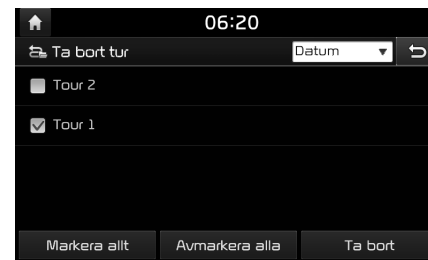 06:20
Ta bort tur Datum
Tour 2
Tour 1
Markera allt Avmarkera alla Ta bort